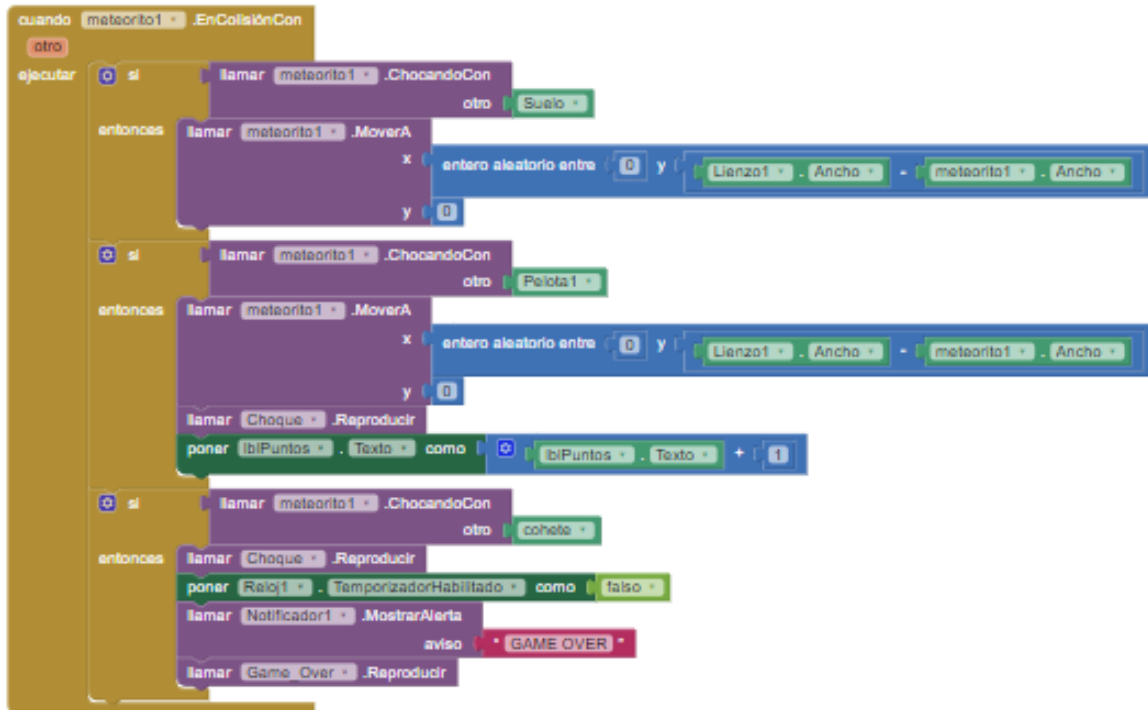 cuando meteorito1 .EnColisiónCon
otro
ejecutar si llamar meteorito1 .ChocandoCon
otro Suelo
entonces llamar meteorito1 .MoverA
x entero aleatorio entre 0 y Lienzo1 . Ancho - meteorito1 . Ancho
y 0
si llamar meteorito1 .ChocandoCon
otro Pelota1
entonces llamar meteorito1 .MoverA
x entero aleatorio entre 0 y Lienzo1 . Ancho - meteorito1 . Ancho
y 0
llamar Choque .Reproducir
poner lblPuntos . Texto como lblPuntos . Texto + 1
si llamar meteorito1 .ChocandoCon
otro cohete
entonces llamar Choque .Reproducir
poner Reloj1 . TemporizadorHabilitado como falso
llamar Notificador1 .MostrarAlerta
aviso " GAME OVER "
llamar Game_Over .Reproducir